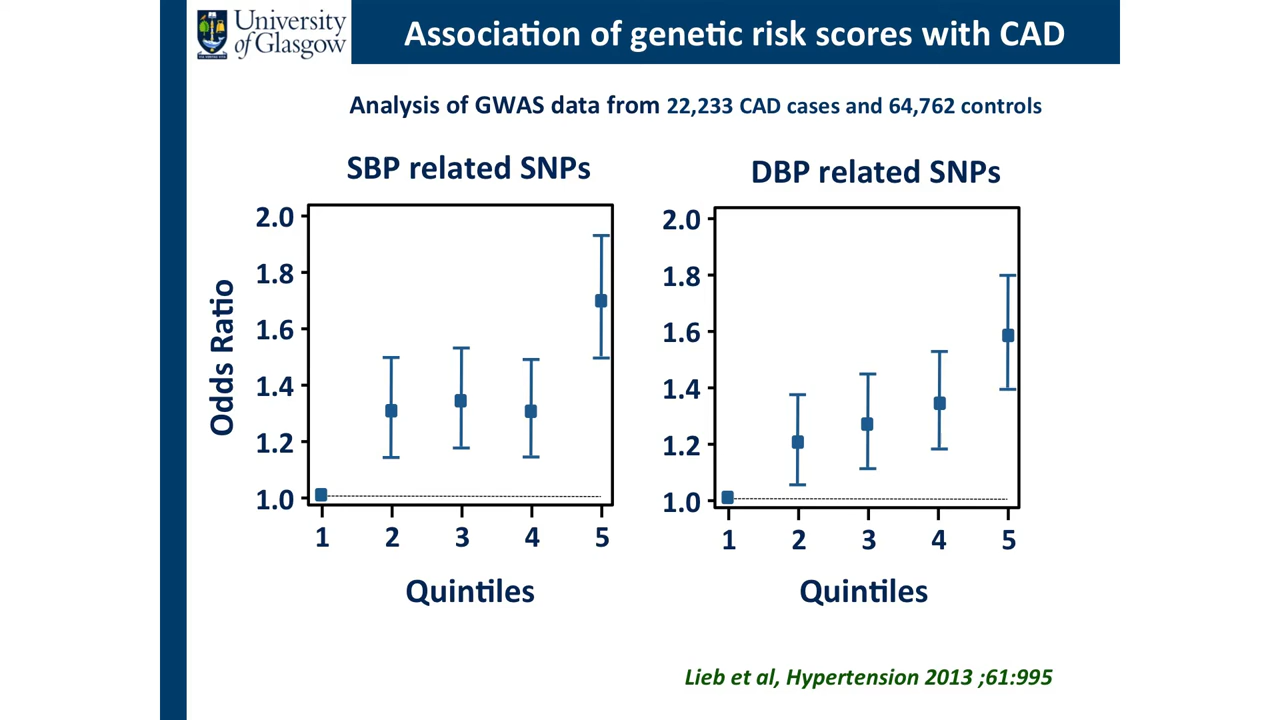 University
of Glasgow
Association of genetic risk scores with CAD
Analysis of GWAS data from 22,233 CAD cases and 64,762 controls
SBP related SNPs
Odds Ratio
2.0
1.8
1.6
1.4
1.2
1.0
1 2 3 4 5
Quintiles
DBP related SNPs
2.0
1.8
1.6
1.4
1.2
1.0
1 2 3 4 5
Quintiles
Lieb et al, Hypertension 2013 ;61:995